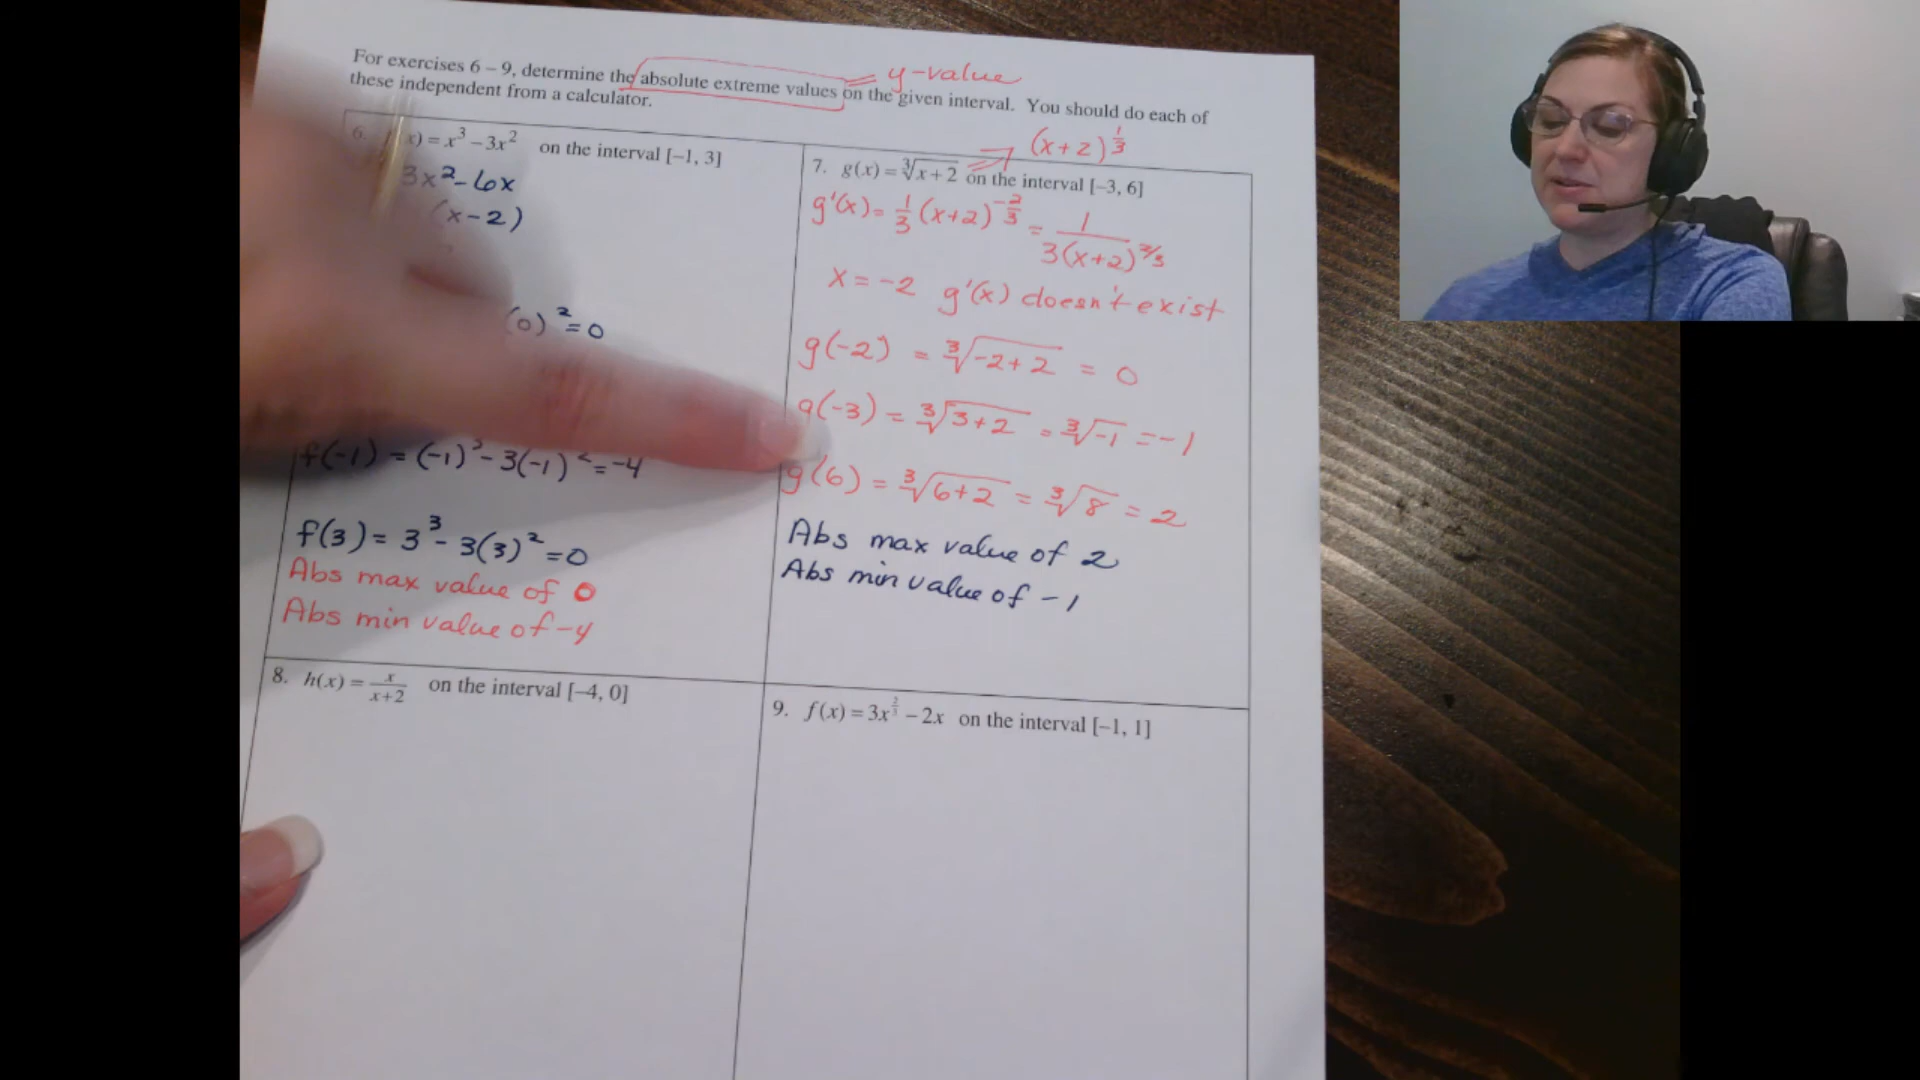 For exercises 6 – 9, determine the absolute extreme values on the given interval. You should do each of
these independent from a calculator.
= y-value
6. x) = x³ – 3x² on the interval [–1, 3]
3x² - 6x
(x - 2)
(0)² = 0
f(-1) = (-1)³ - 3(-1)² = -4
f(3) = 3³ - 3(3)² = 0
Abs max value of 0
Abs min value of -4
(x+2)^⅓
7. g(x) = ∛(x + 2) on the interval [–3, 6]
g'(x) = ⅓(x+2)^(-2/3) = 1/(3(x+2)^(2/3))
x = -2 g'(x) doesn't exist
g(-2) = ∛(-2+2) = 0
g(-3) = ∛(3+2) = ∛-1 = -1
g(6) = ∛(6+2) = ∛8 = 2
Abs max value of 2
Abs min value of -1
8. h(x) = x/(x+2) on the interval [–4, 0]
9. f(x) = 3x^(2/3) – 2x on the interval [–1, 1]